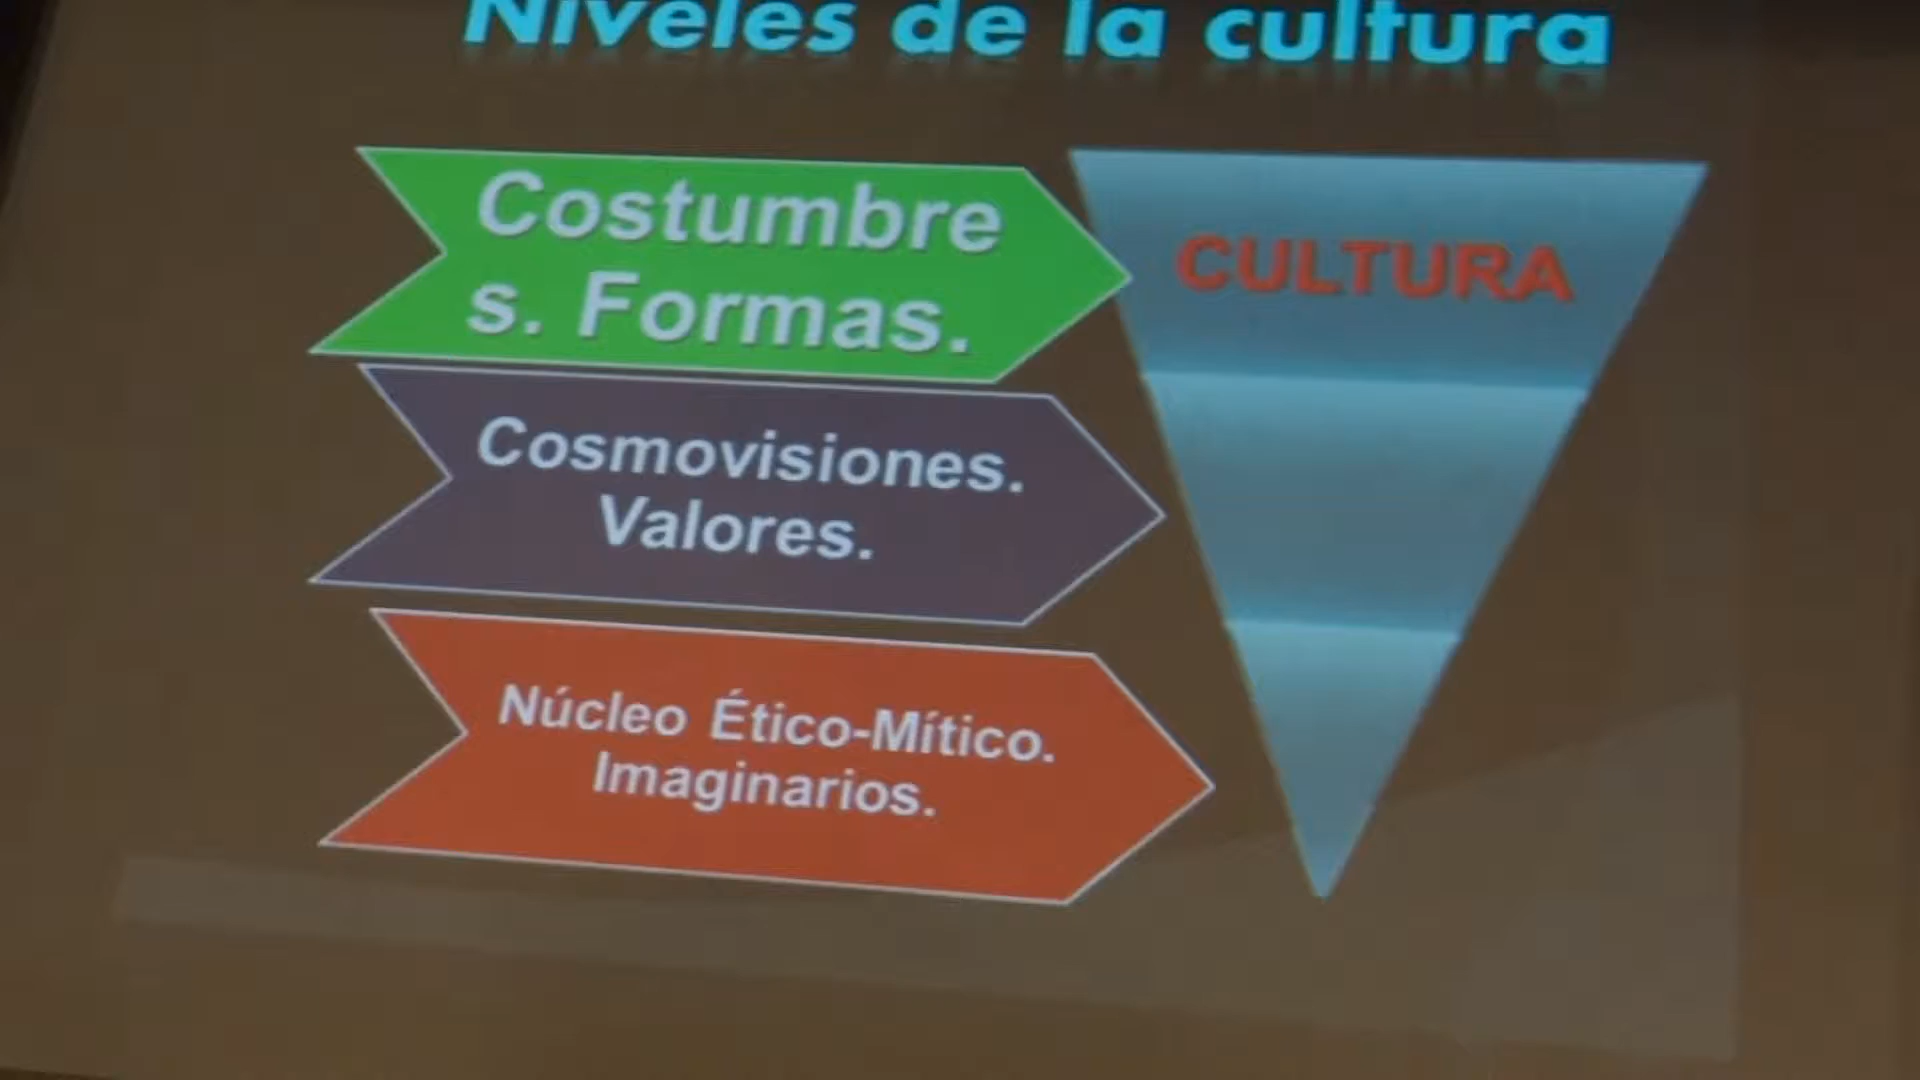 Niveles de la cultura
Costumbre
s. Formas.
CULTURA
Cosmovisiones.
Valores.
Núcleo Ético-Mítico.
Imaginarios.